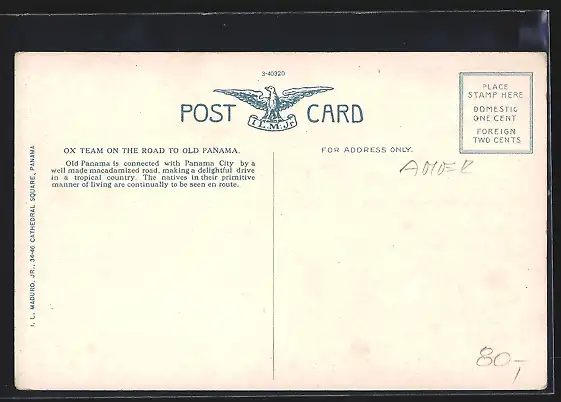 3-40320
POST CARD
I.L.M.Jr.
PLACE
STAMP HERE
DOMESTIC
ONE CENT
FOREIGN
TWO CENTS
OX TEAM ON THE ROAD TO OLD PANAMA.
Old Panama is connected with Panama City by a
well made macadamized road, making a delightful drive
in a tropical country. The natives in their primitive
manner of living are continually to be seen en route.
FOR ADDRESS ONLY.
I. L. MADURO, JR., 34-46 CATHEDRAL SQUARE, PANAMA
80,-